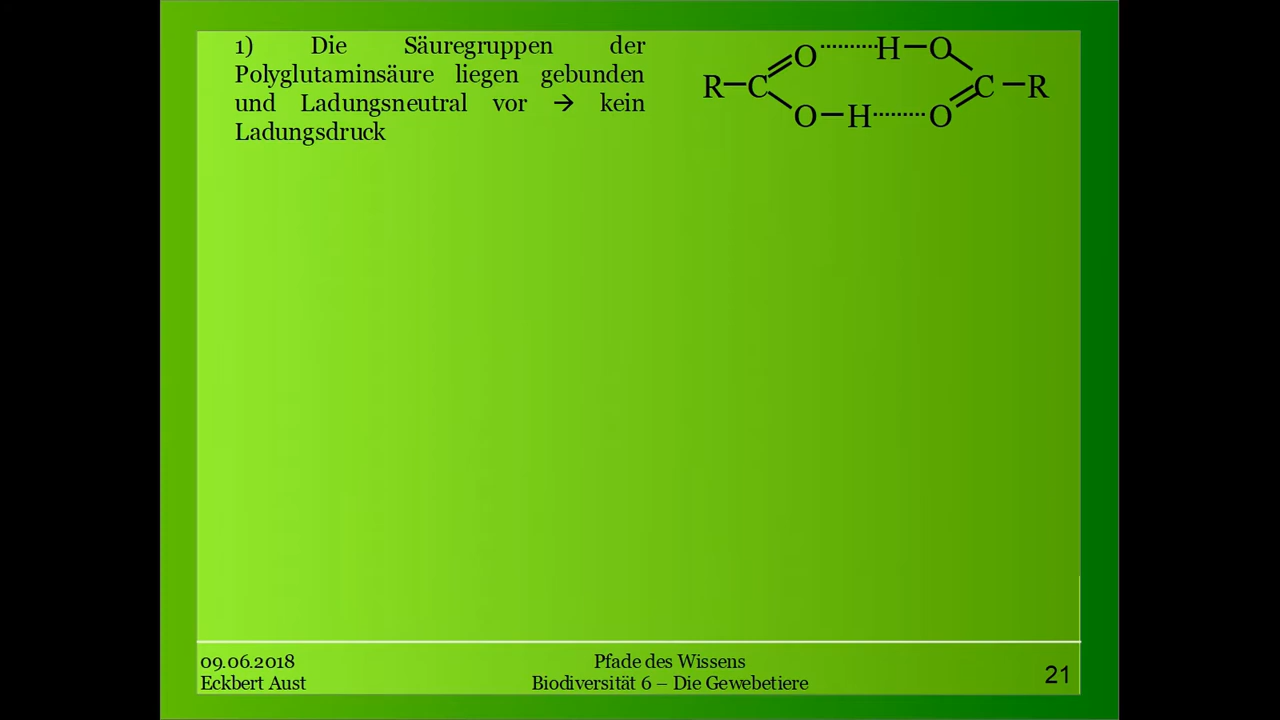 1) Die Säuregruppen der
Polyglutaminsäure liegen gebunden
und Ladungsneutral vor → kein
Ladungsdruck
O H O
R C C R
O H O
09.06.2018
Eckbert Aust
Pfade des Wissens
Biodiversität 6 – Die Gewebetiere
21